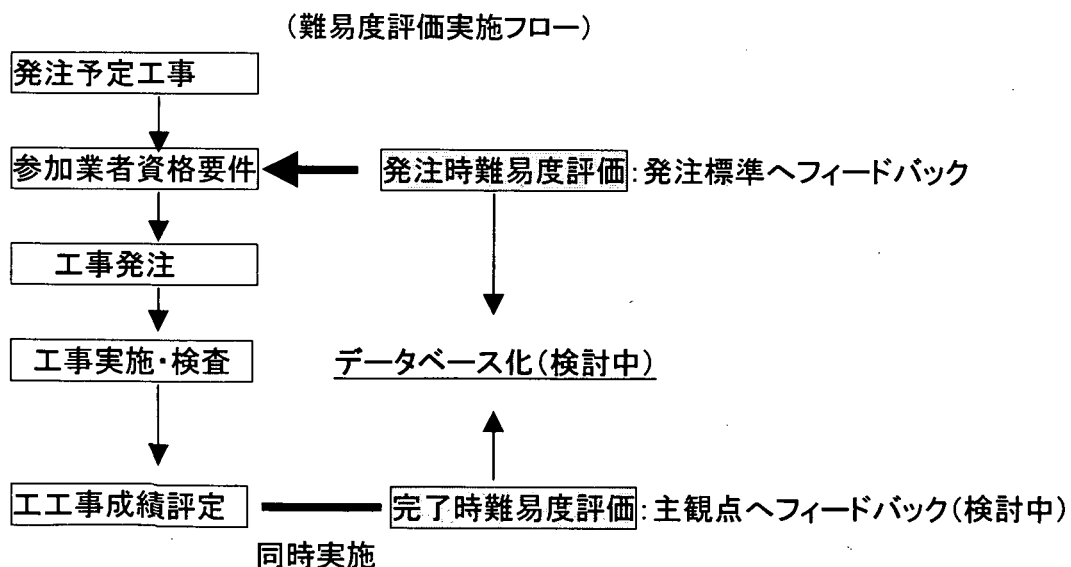 (難易度評価実施フロー)
発注予定工事
参加業者資格要件
発注時難易度評価:発注標準へフィードバック
工事発注
工事実施・検査
データベース化(検討中)
工工事成績評定
完了時難易度評価:主観点へフィードバック(検討中)
同時実施